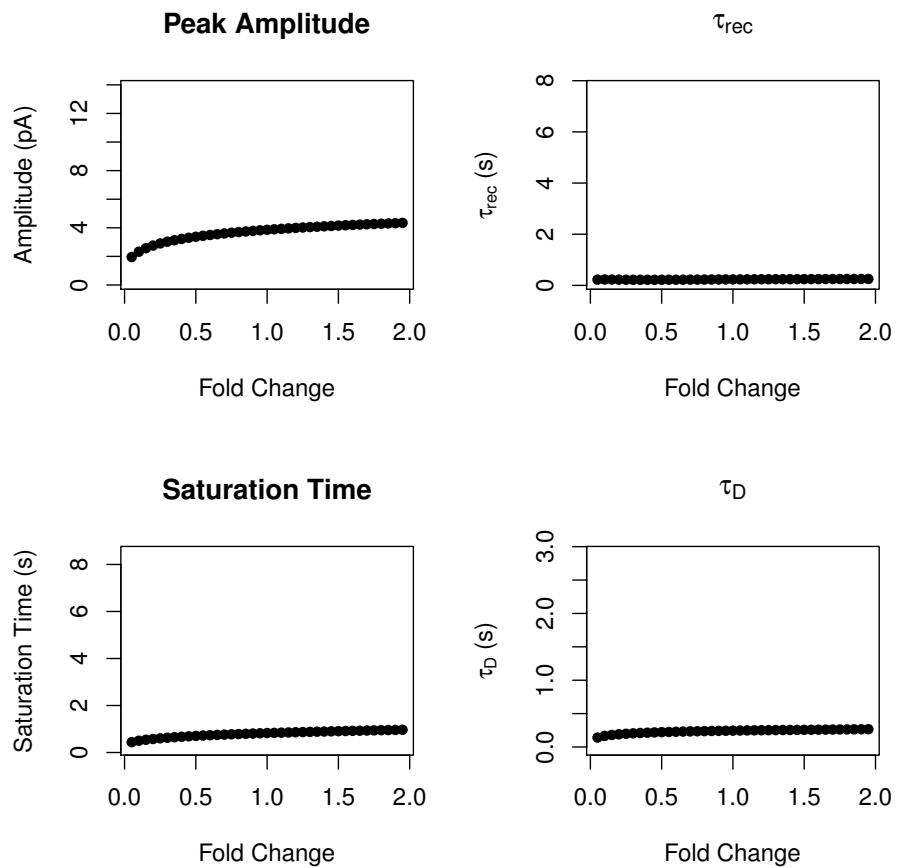 Peak Amplitude
Amplitude (pA)
0 4 8 12
0.0 0.5 1.0 1.5 2.0
Fold Change
τrec
τrec (s)
0 2 4 6 8
0.0 0.5 1.0 1.5 2.0
Fold Change
Saturation Time
Saturation Time (s)
0 2 4 6 8
0.0 0.5 1.0 1.5 2.0
Fold Change
τD
τD (s)
0.0 1.0 2.0 3.0
0.0 0.5 1.0 1.5 2.0
Fold Change